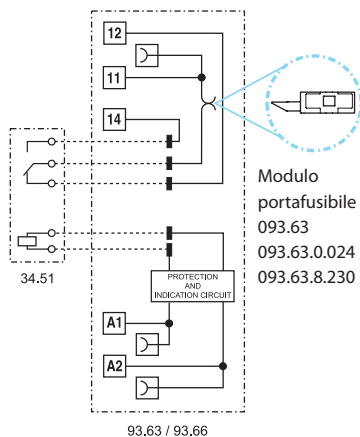 12
11
14
34.51
PROTECTION
AND
INDICATION CIRCUIT
A1
A2
93.63 / 93.66
Modulo
portafusibile
093.63
093.63.0.024
093.63.8.230